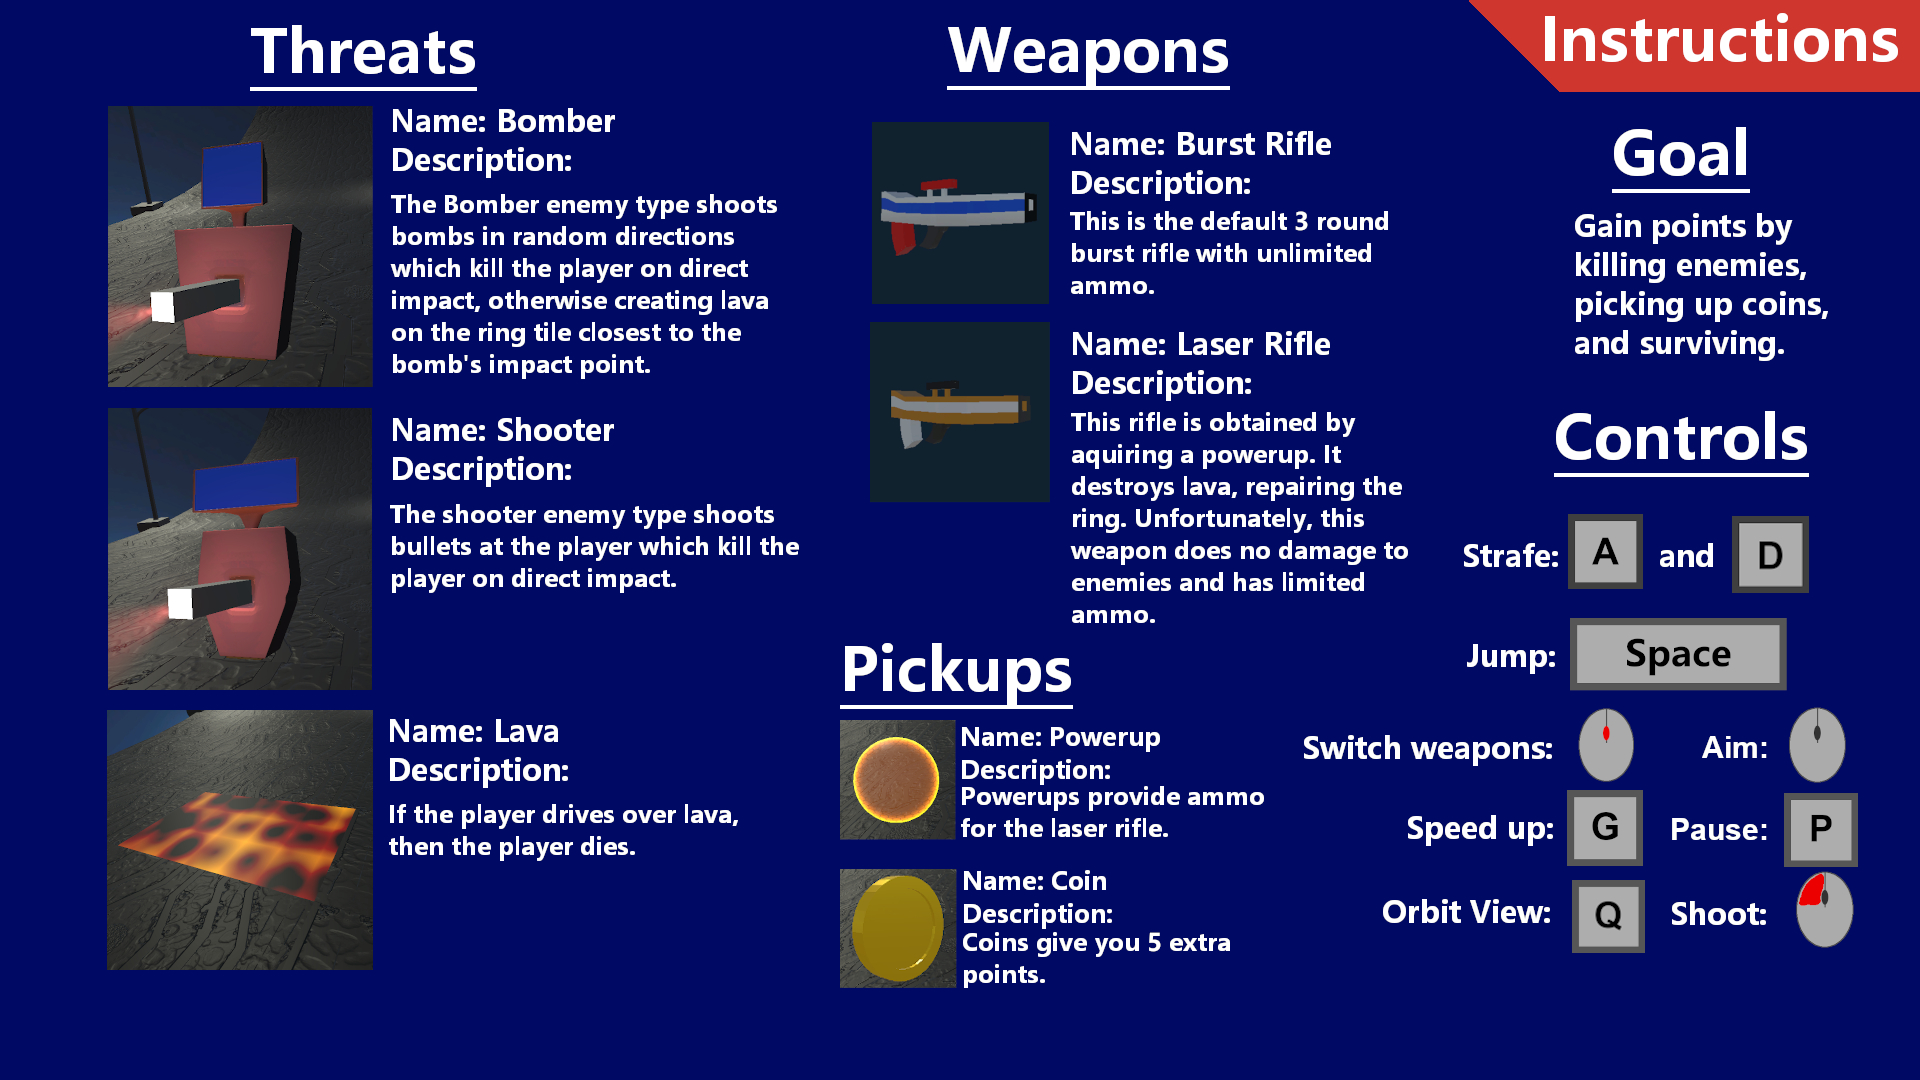 Threats
Name: Bomber
Description:
The Bomber enemy type shoots
bombs in random directions
which kill the player on direct
impact, otherwise creating lava
on the ring tile closest to the
bomb's impact point.
Name: Shooter
Description:
The shooter enemy type shoots
bullets at the player which kill the
player on direct impact.
Name: Lava
Description:
If the player drives over lava,
then the player dies.
Weapons
Name: Burst Rifle
Description:
This is the default 3 round
burst rifle with unlimited
ammo.
Name: Laser Rifle
Description:
This rifle is obtained by
aquiring a powerup. It
destroys lava, repairing the
ring. Unfortunately, this
weapon does no damage to
enemies and has limited
ammo.
Pickups
Name: Powerup
Description:
Powerups provide ammo
for the laser rifle.
Name: Coin
Description:
Coins give you 5 extra
points.
Instructions
Goal
Gain points by
killing enemies,
picking up coins,
and surviving.
Controls
Strafe: A and D
Jump: Space
Switch weapons: Aim:
Speed up: G Pause: P
Orbit View: Q Shoot: